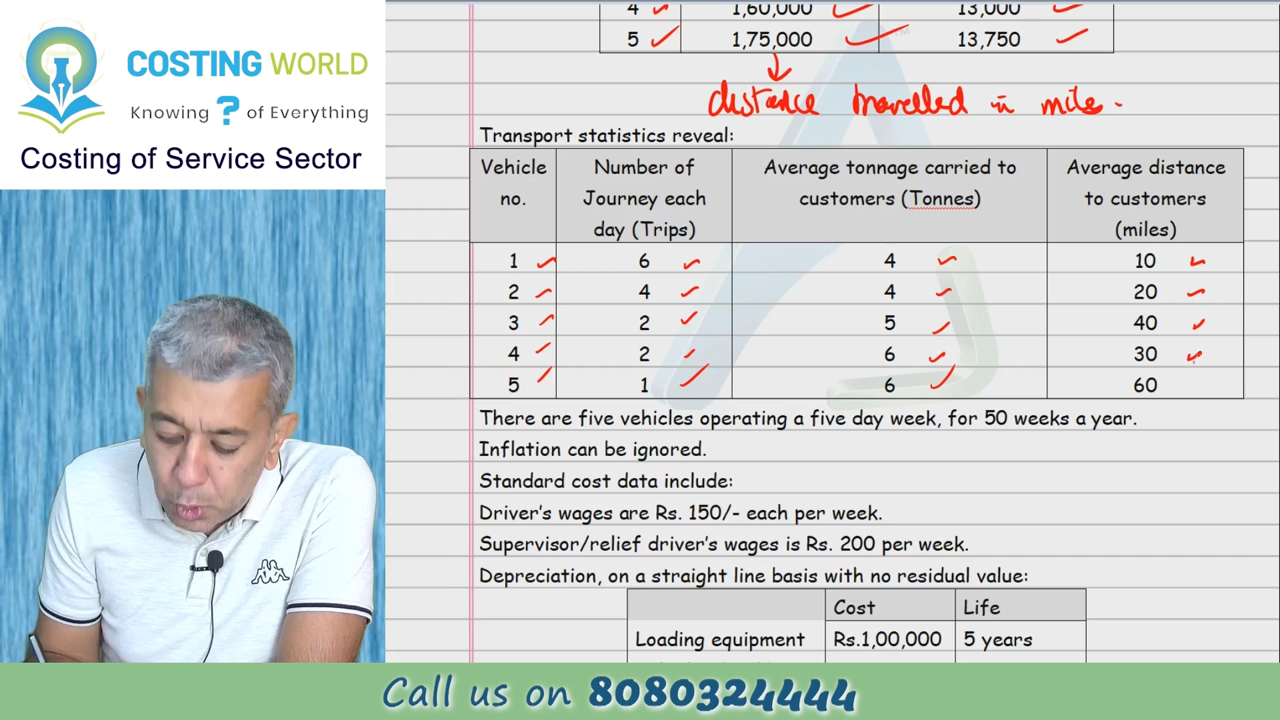 COSTING WORLD
Knowing ? of Everything
Costing of Service Sector
4 1,60,000 13,000
5 1,75,000 13,750
distance travelled in miles.
Transport statistics reveal:
Vehicle no. Number of Journey each day (Trips) Average tonnage carried to customers (Tonnes) Average distance to customers (miles)
1 6 4 10
2 4 4 20
3 2 5 40
4 2 6 30
5 1 6 60
There are five vehicles operating a five day week, for 50 weeks a year.
Inflation can be ignored.
Standard cost data include:
Driver's wages are Rs. 150/- each per week.
Supervisor/relief driver's wages is Rs. 200 per week.
Depreciation, on a straight line basis with no residual value:
Cost Life
Loading equipment Rs.1,00,000 5 years
Call us on 8080324444